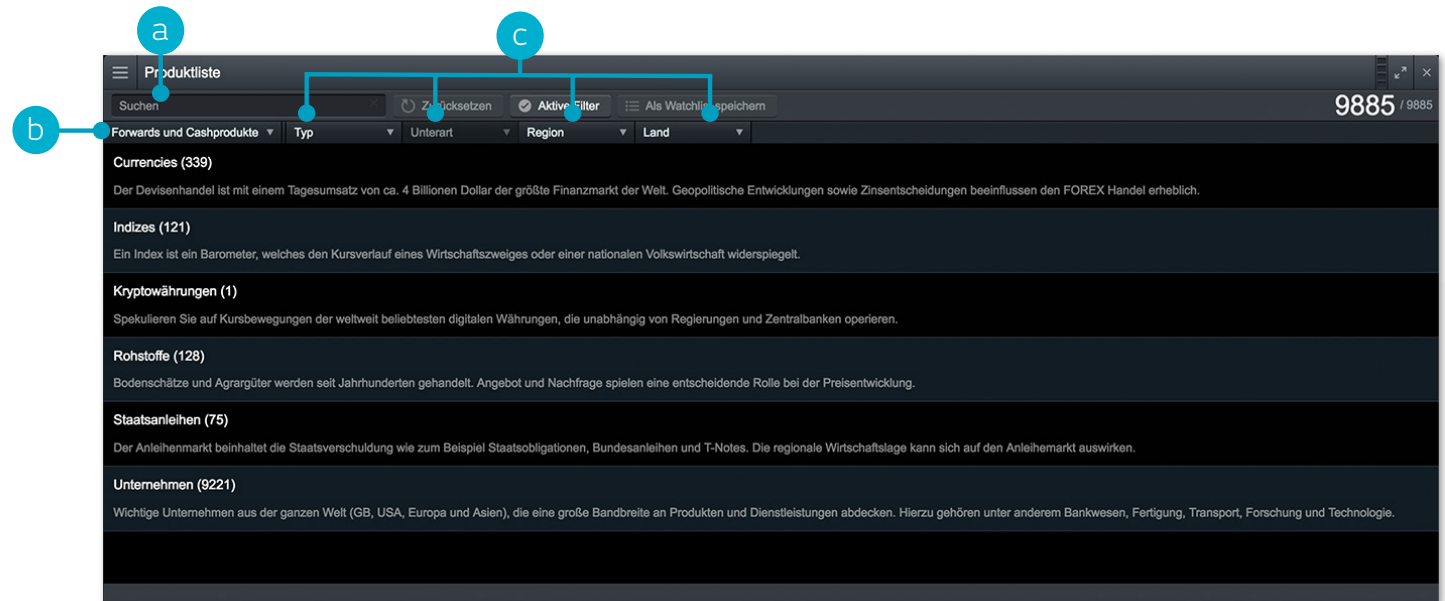 a
c
Produktliste
Suchen
Zurücksetzen
Aktive Filter
Als Watchlist speichern
9885 / 9885
b
Forwards und Cashprodukte
Typ
Unterart
Region
Land
Currencies (339)
Der Devisenhandel ist mit einem Tagesumsatz von ca. 4 Billionen Dollar der größte Finanzmarkt der Welt. Geopolitische Entwicklungen sowie Zinsentscheidungen beeinflussen den FOREX Handel erheblich.
Indizes (121)
Ein Index ist ein Barometer, welches den Kursverlauf eines Wirtschaftszweiges oder einer nationalen Volkswirtschaft widerspiegelt.
Kryptowährungen (1)
Spekulieren Sie auf Kursbewegungen der weltweit beliebtesten digitalen Währungen, die unabhängig von Regierungen und Zentralbanken operieren.
Rohstoffe (128)
Bodenschätze und Agrargüter werden seit Jahrhunderten gehandelt. Angebot und Nachfrage spielen eine entscheidende Rolle bei der Preisentwicklung.
Staatsanleihen (75)
Der Anleihenmarkt beinhaltet die Staatsverschuldung wie zum Beispiel Staatsobligationen, Bundesanleihen und T-Notes. Die regionale Wirtschaftslage kann sich auf den Anleihemarkt auswirken.
Unternehmen (9221)
Wichtige Unternehmen aus der ganzen Welt (GB, USA, Europa und Asien), die eine große Bandbreite an Produkten und Dienstleistungen abdecken. Hierzu gehören unter anderem Bankwesen, Fertigung, Transport, Forschung und Technologie.